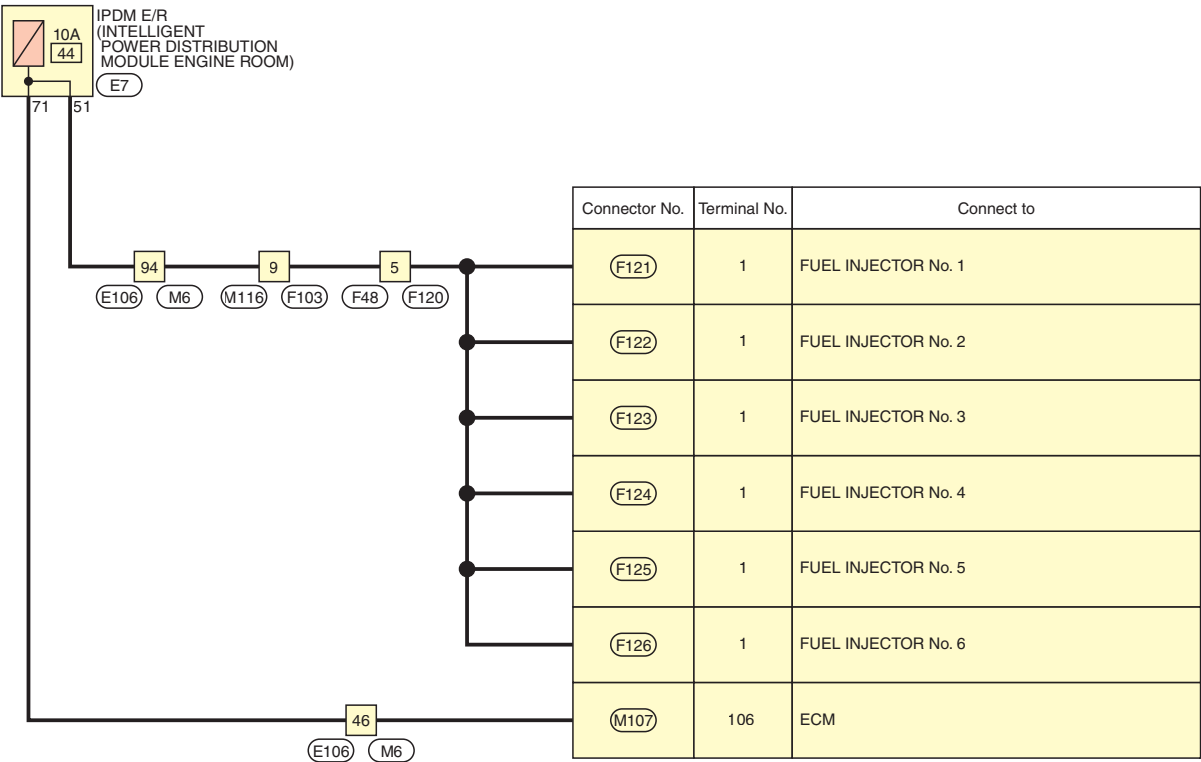 IPDM E/R
(INTELLIGENT
POWER DISTRIBUTION
MODULE ENGINE ROOM)
10A
44
E7
71 51
Connector No. Terminal No. Connect to
94 9 5
E106 M6 M116 F103 F48 F120
F121 1 FUEL INJECTOR No. 1
F122 1 FUEL INJECTOR No. 2
F123 1 FUEL INJECTOR No. 3
F124 1 FUEL INJECTOR No. 4
F125 1 FUEL INJECTOR No. 5
F126 1 FUEL INJECTOR No. 6
46
E106 M6
M107 106 ECM